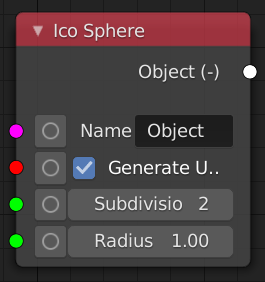 Ico Sphere
Object (-)
Name Object
Generate U..
Subdivisio 2
Radius 1.00